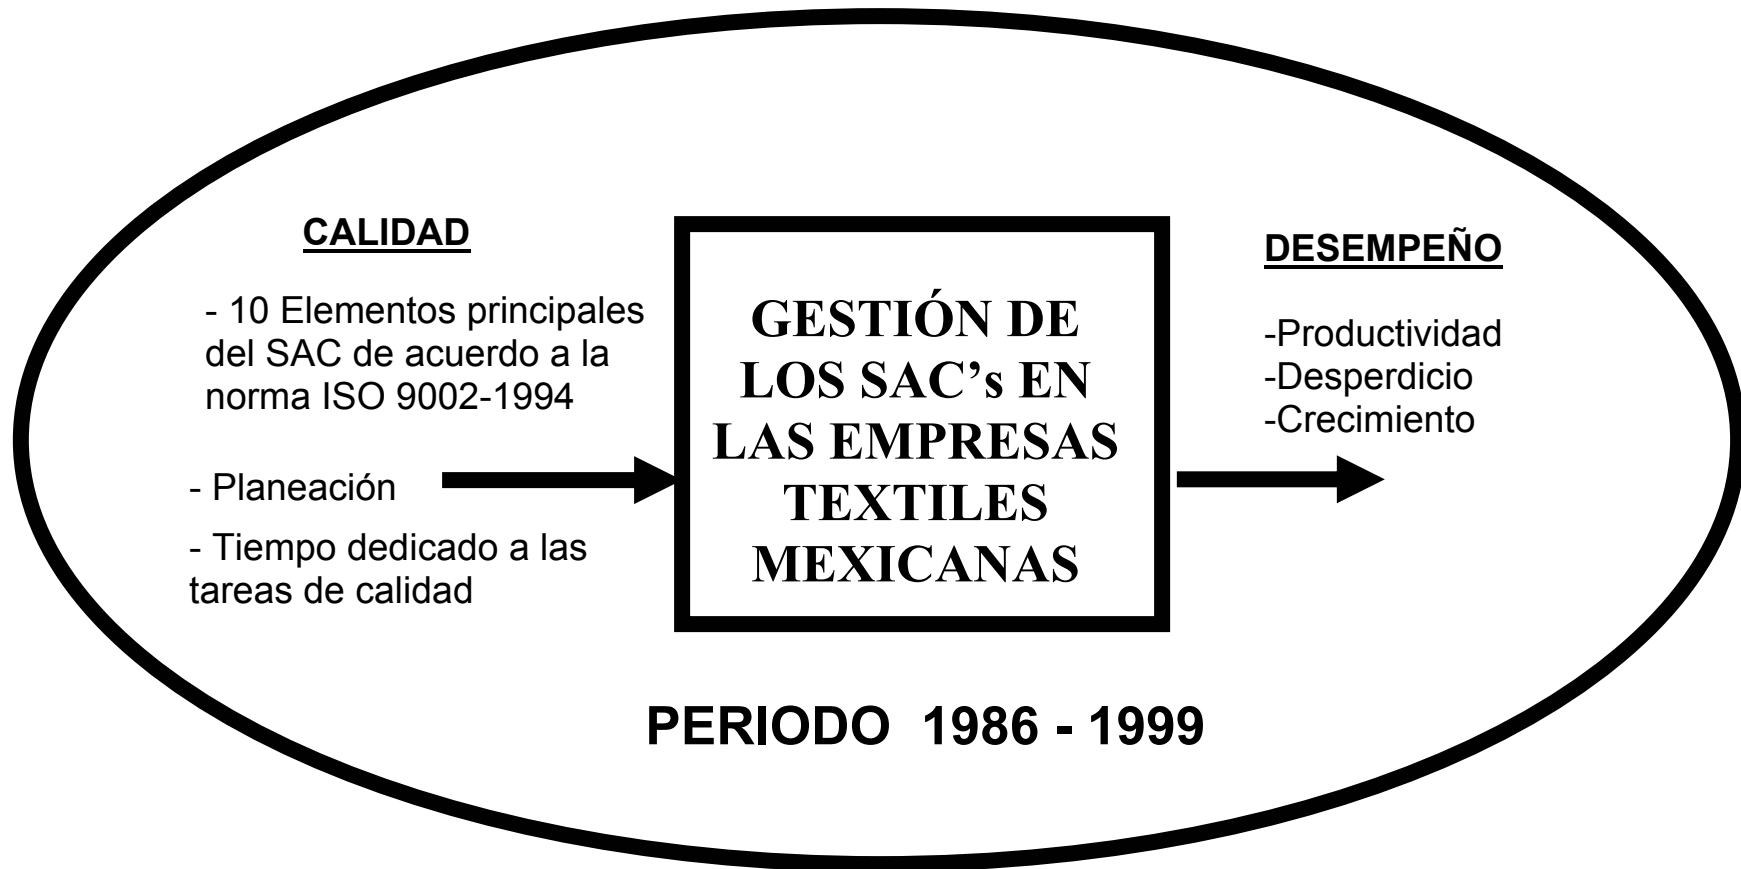 CALIDAD
- 10 Elementos principales
del SAC de acuerdo a la
norma ISO 9002-1994
- Planeación
- Tiempo dedicado a las
tareas de calidad
GESTIÓN DE
LOS SAC’s EN
LAS EMPRESAS
TEXTILES
MEXICANAS
DESEMPEÑO
-Productividad
-Desperdicio
-Crecimiento
PERIODO 1986 - 1999